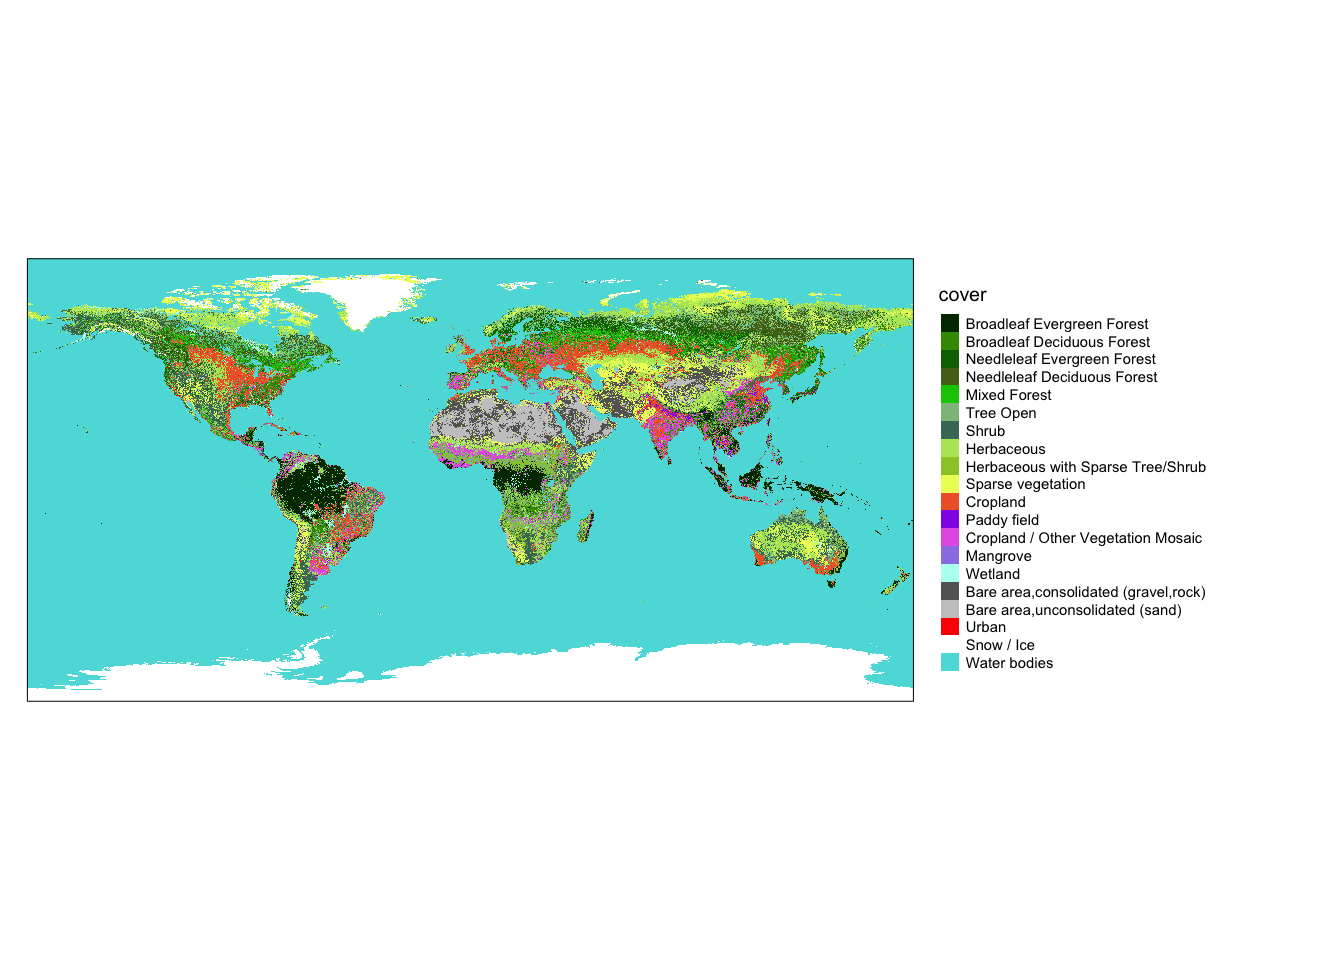 cover
Broadleaf Evergreen Forest
Broadleaf Deciduous Forest
Needleleaf Evergreen Forest
Needleleaf Deciduous Forest
Mixed Forest
Tree Open
Shrub
Herbaceous
Herbaceous with Sparse Tree/Shrub
Sparse vegetation
Cropland
Paddy field
Cropland / Other Vegetation Mosaic
Mangrove
Wetland
Bare area,consolidated (gravel,rock)
Bare area,unconsolidated (sand)
Urban
Snow / Ice
Water bodies